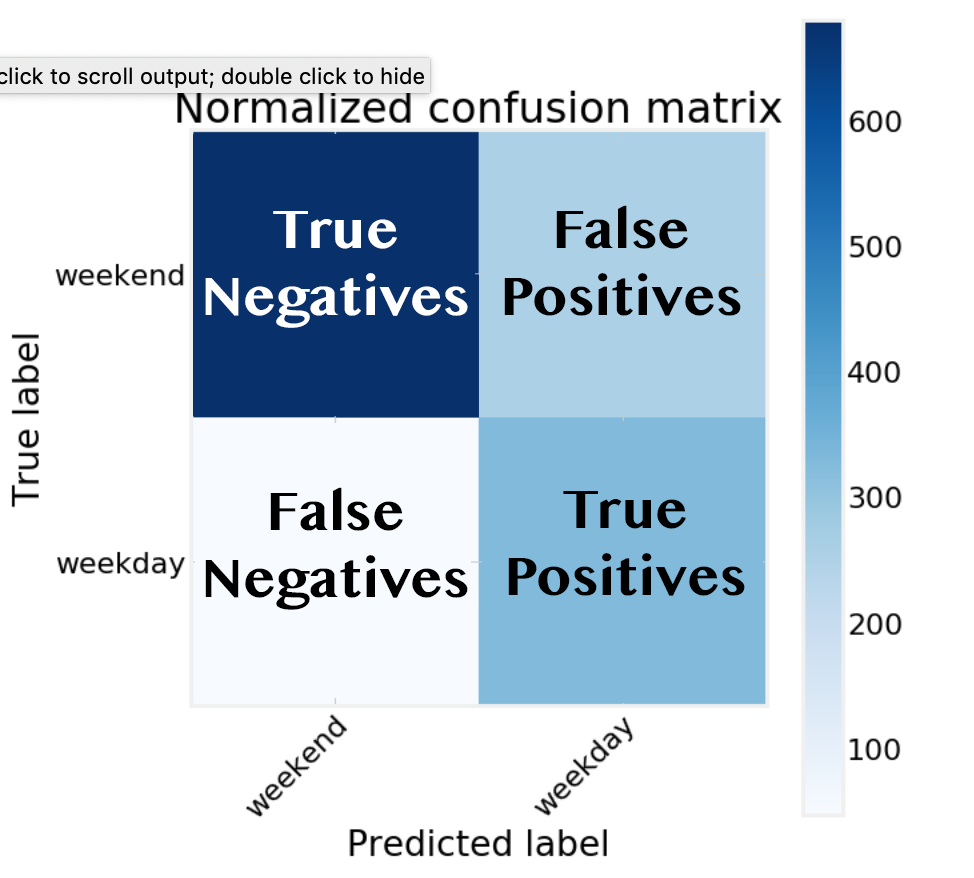 click to scroll output; double click to hide
Normalized confusion matrix
True
Negatives
False
Positives
False
Negatives
True
Positives
True label
weekend
weekday
weekend
weekday
Predicted label
600
500
400
300
200
100